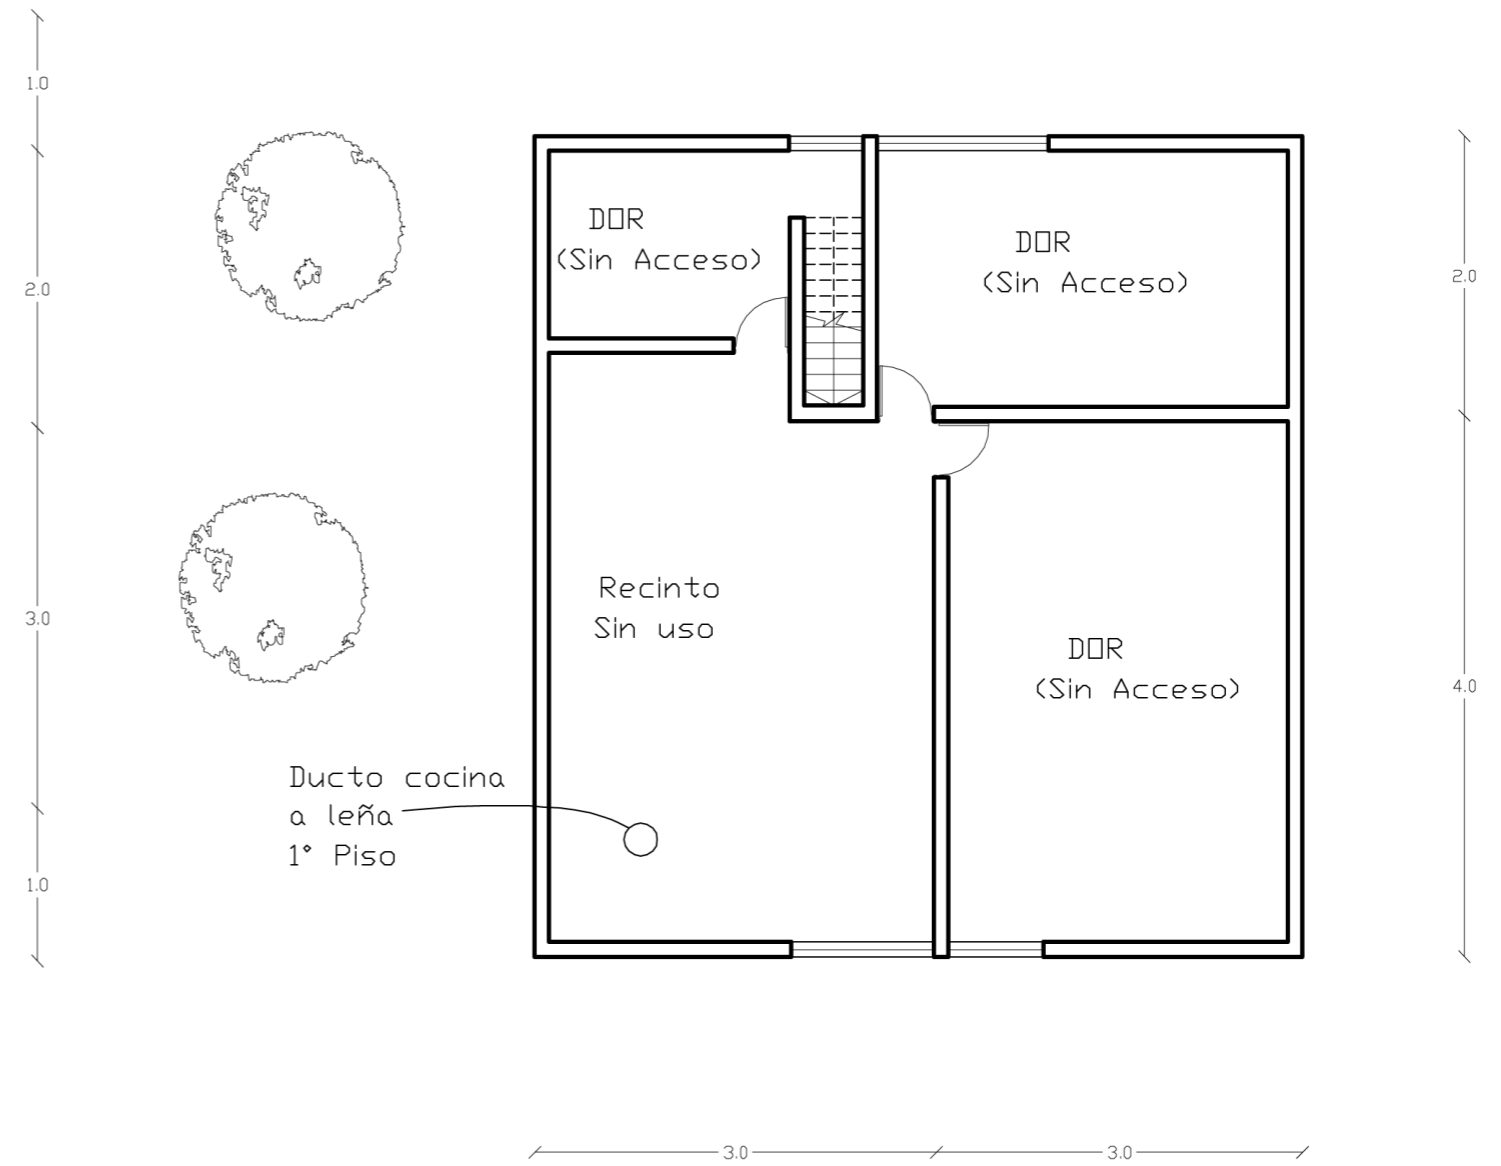 1.0
DOR
(Sin Acceso)
DOR
(Sin Acceso)
2.0
2.0
Recinto
Sin uso
3.0
DOR
(Sin Acceso)
4.0
Ducto cocina
a leña
1° Piso
1.0
3.0
3.0